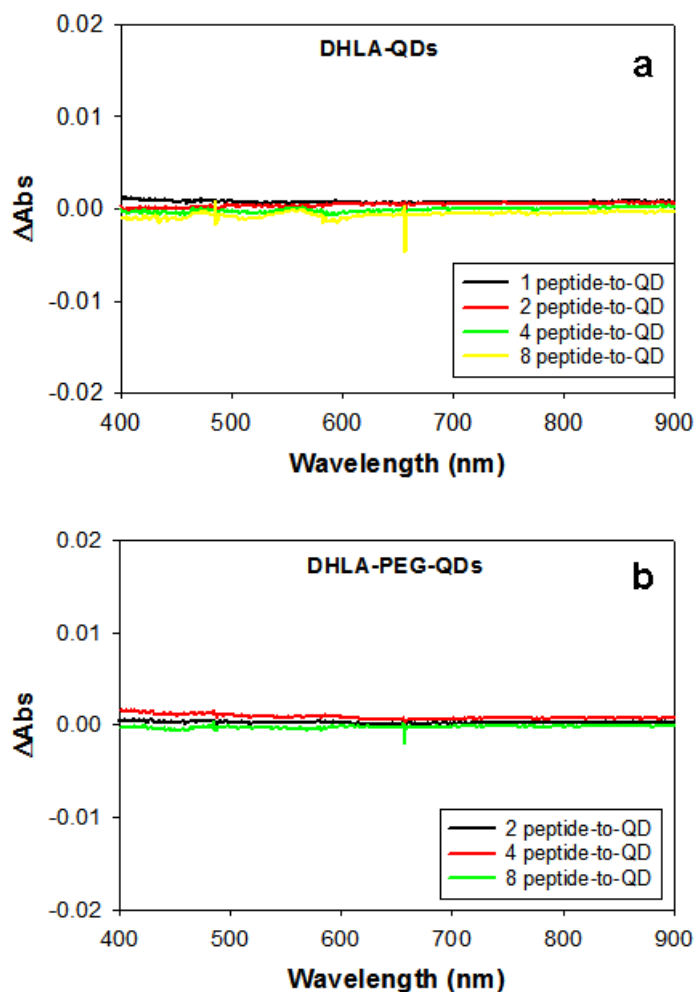 DHLA-QDs
a
0.02
0.01
0.00
-0.01
-0.02
ΔAbs
1 peptide-to-QD
2 peptide-to-QD
4 peptide-to-QD
8 peptide-to-QD
400 500 600 700 800 900
Wavelength (nm)
DHLA-PEG-QDs
b
0.02
0.01
0.00
-0.01
-0.02
ΔAbs
2 peptide-to-QD
4 peptide-to-QD
8 peptide-to-QD
400 500 600 700 800 900
Wavelength (nm)